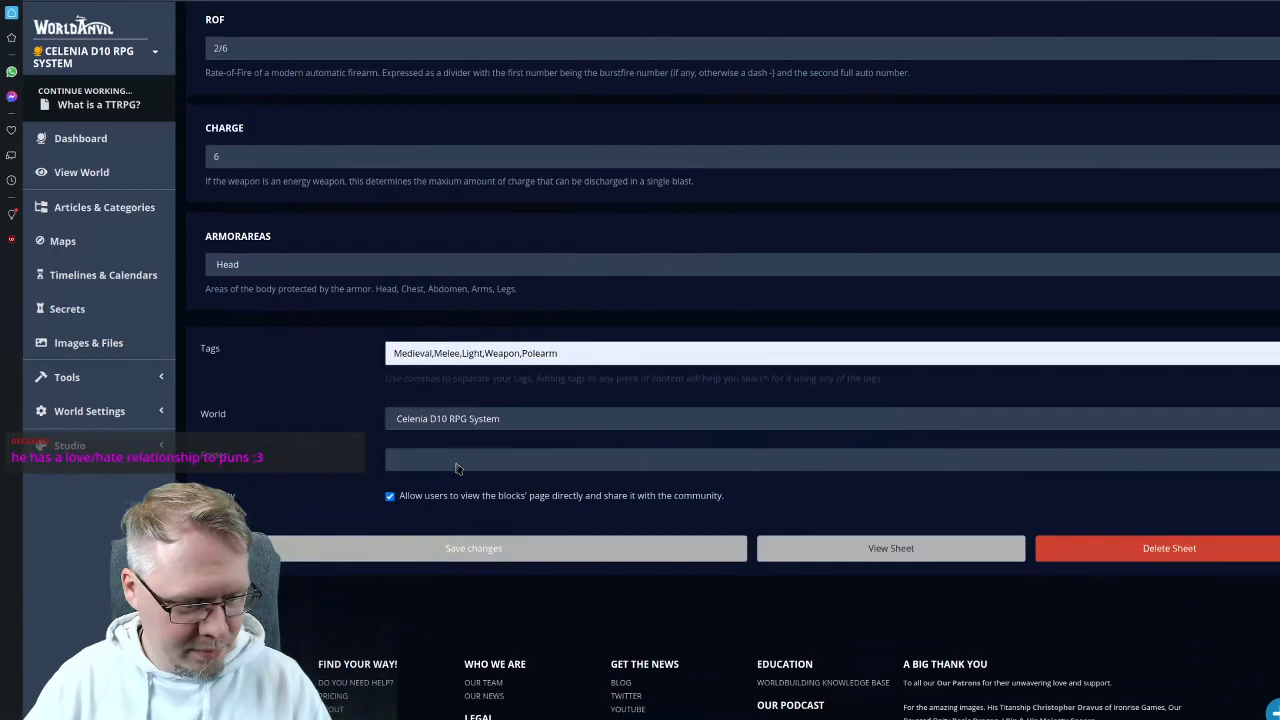 WORLDANVIL
CELENIA D10 RPG
SYSTEM
CONTINUE WORKING...
What is a TTRPG?
Dashboard
View World
Articles & Categories
Maps
Timelines & Calendars
Secrets
Images & Files
Tools
World Settings
Studio
he has a love/hate relationship to puns :3
ROF
2/6
Rate-of-Fire of a modern automatic firearm. Expressed as a divider with the first number being the burstfire number (if any, otherwise a dash -) and the second full auto number.
CHARGE
6
If the weapon is an energy weapon, this determines the maxium amount of charge that can be discharged in a single blast.
ARMORAREAS
Head
Areas of the body protected by the armor. Head, Chest, Abdomen, Arms, Legs.
Tags
Medieval,Melee,Light,Weapon,Polearm
Use commas to separate your tags. Adding tags to any piece of content will help you search for it using any of the tags
World
Celenia D10 RPG System
Folder
Allow users to view the blocks' page directly and share it with the community.
Save changes
View Sheet
Delete Sheet
FIND YOUR WAY!
DO YOU NEED HELP?
PRICING
OUT
WHO WE ARE
OUR TEAM
OUR NEWS
LEGAL
GET THE NEWS
BLOG
TWITTER
YOUTUBE
EDUCATION
WORLDBUILDING KNOWLEDGE BASE
OUR PODCAST
A BIG THANK YOU
To all our Our Patrons for their unwavering love and support.
For the amazing images. His Titanship Christopher Dravus of Ironrise Games, Our